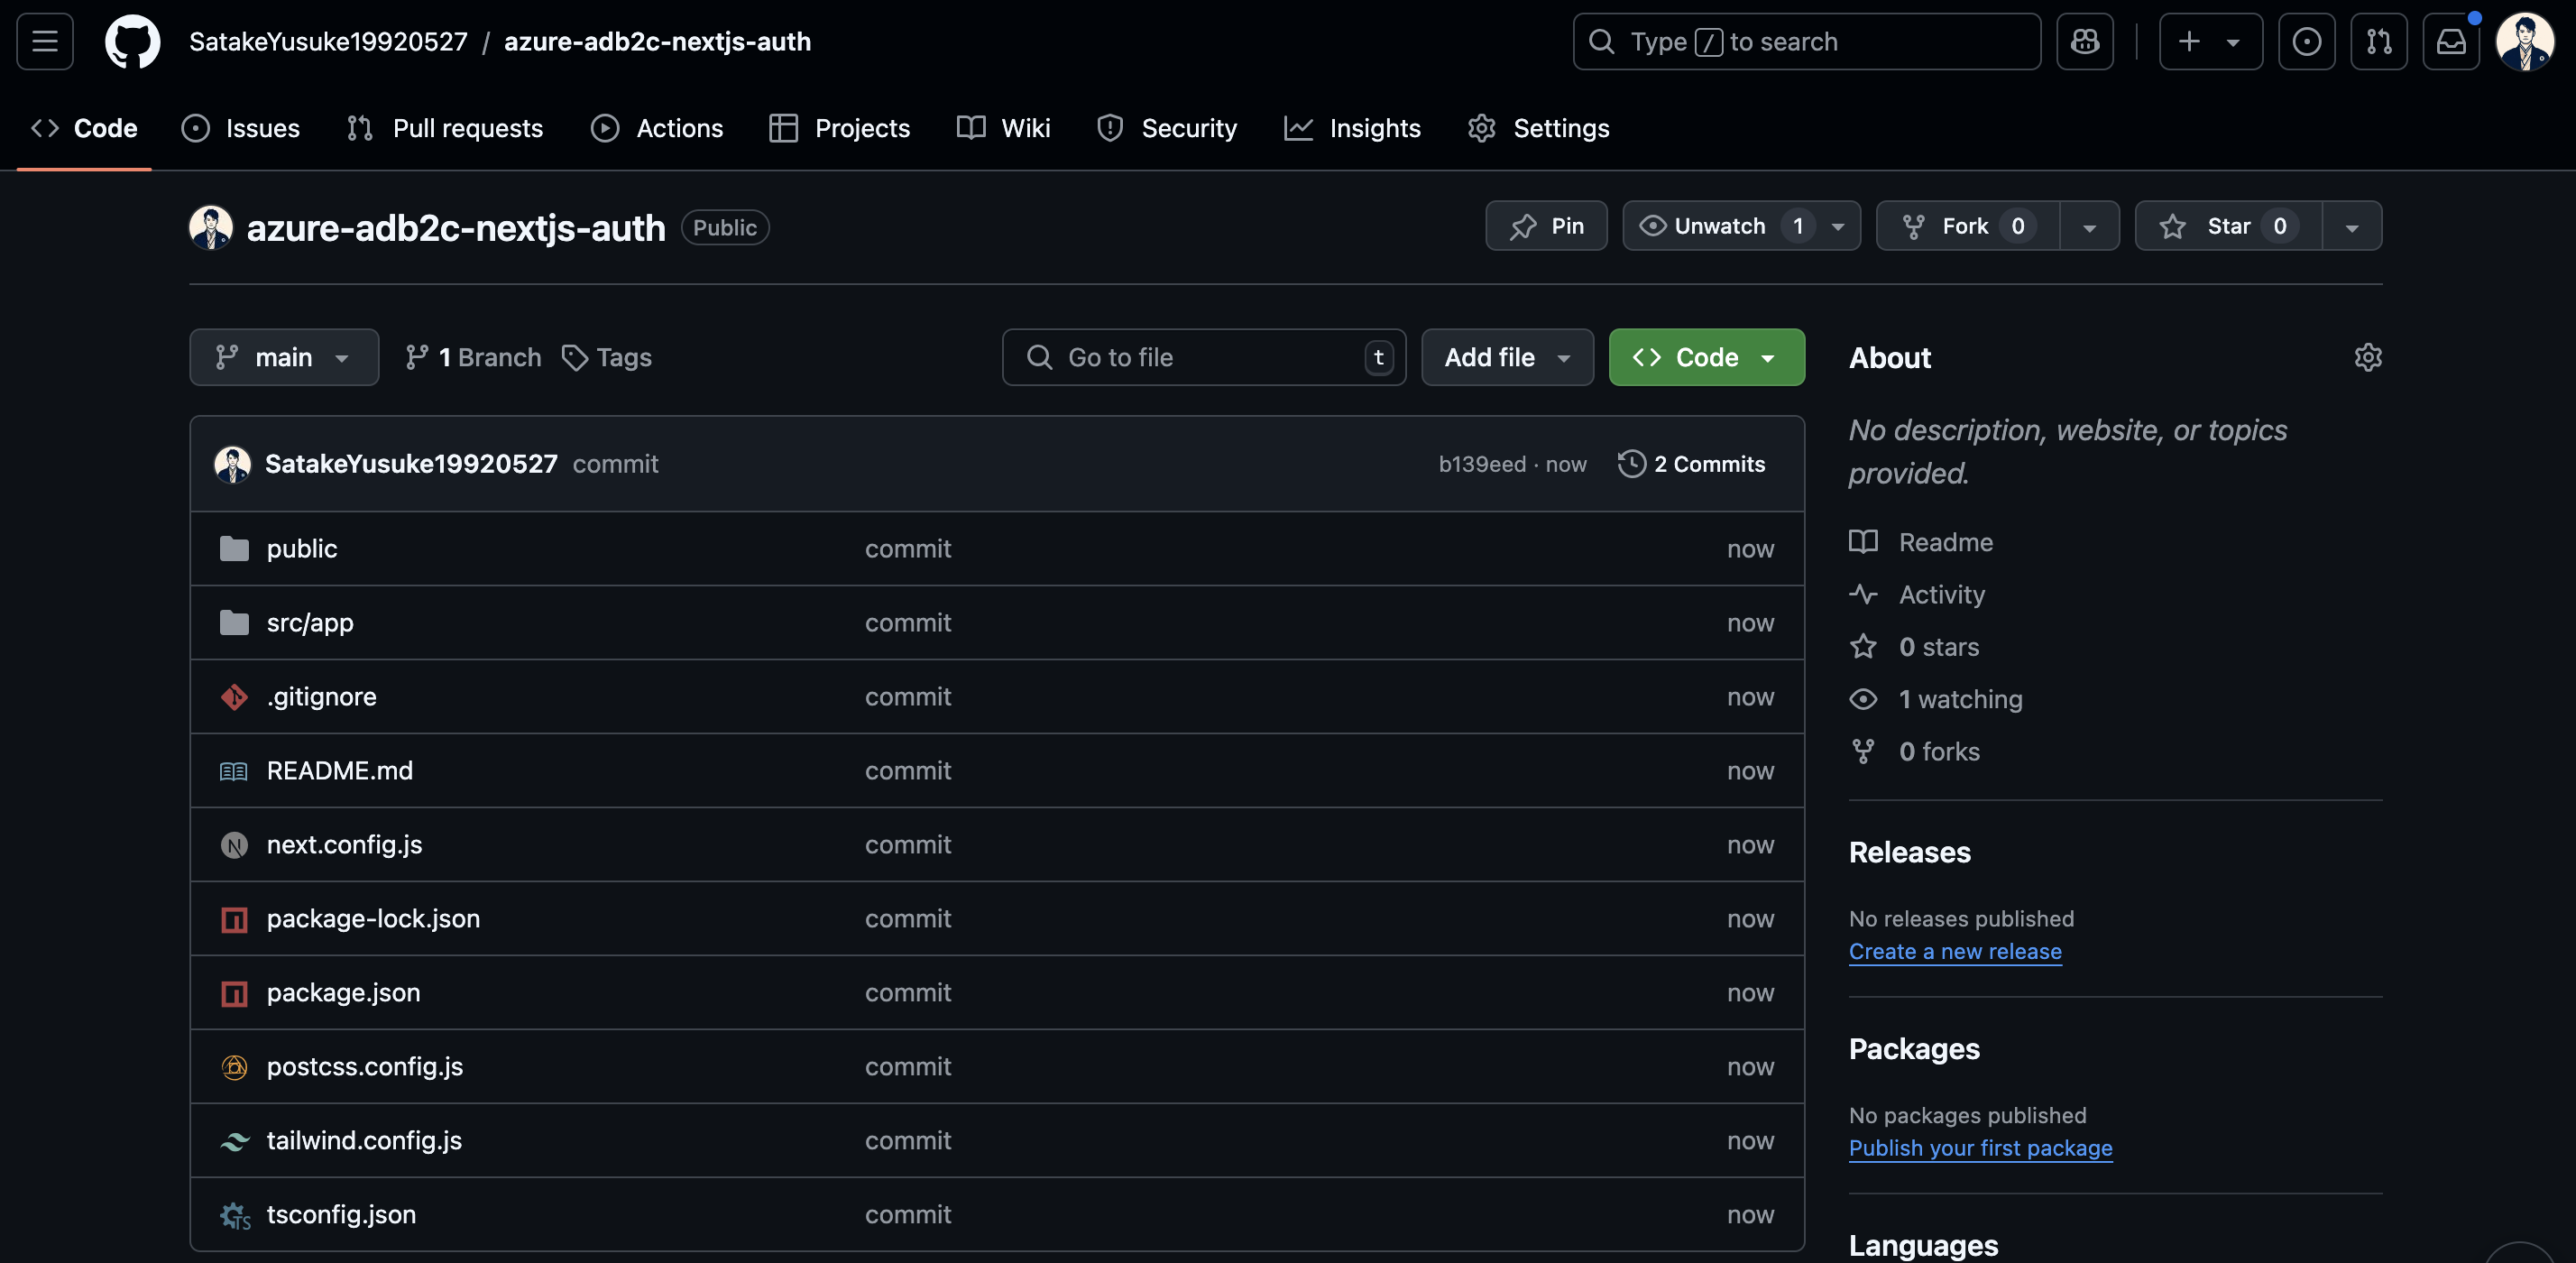 SatakeYusuke19920527 / azure-adb2c-nextjs-auth
Type / to search
Code Issues Pull requests Actions Projects Wiki Security Insights Settings
azure-adb2c-nextjs-auth Public
Pin Unwatch 1 Fork 0 Star 0
main 1 Branch Tags
Go to file t Add file Code
SatakeYusuke19920527 commit b139eed · now 2 Commits
public commit now
src/app commit now
.gitignore commit now
README.md commit now
next.config.js commit now
package-lock.json commit now
package.json commit now
postcss.config.js commit now
tailwind.config.js commit now
tsconfig.json commit now
About
No description, website, or topics
provided.
Readme
Activity
0 stars
1 watching
0 forks
Releases
No releases published
Create a new release
Packages
No packages published
Publish your first package
Languages